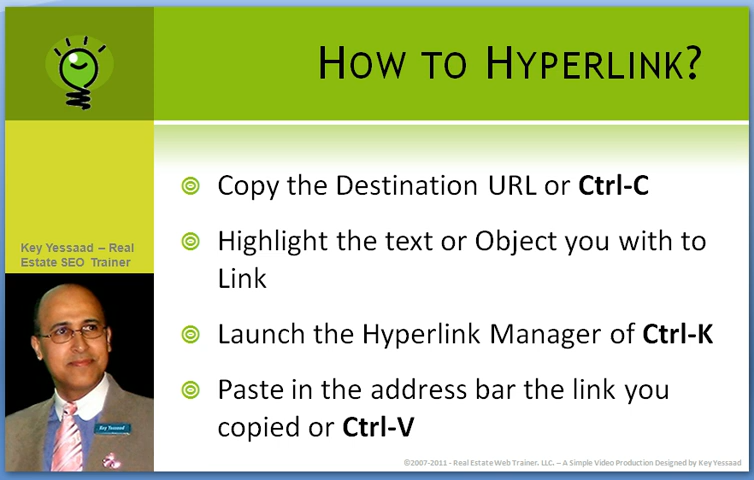 How to Hyperlink?
Copy the Destination URL or Ctrl-C
Highlight the text or Object you with to
Link
Launch the Hyperlink Manager of Ctrl-K
Paste in the address bar the link you
copied or Ctrl-V
Key Yessaad – Real
Estate SEO Trainer
Key Yessaad
©2007-2011 - Real Estate Web Trainer. LLC. – A Simple Video Production Designed by Key Yessaad